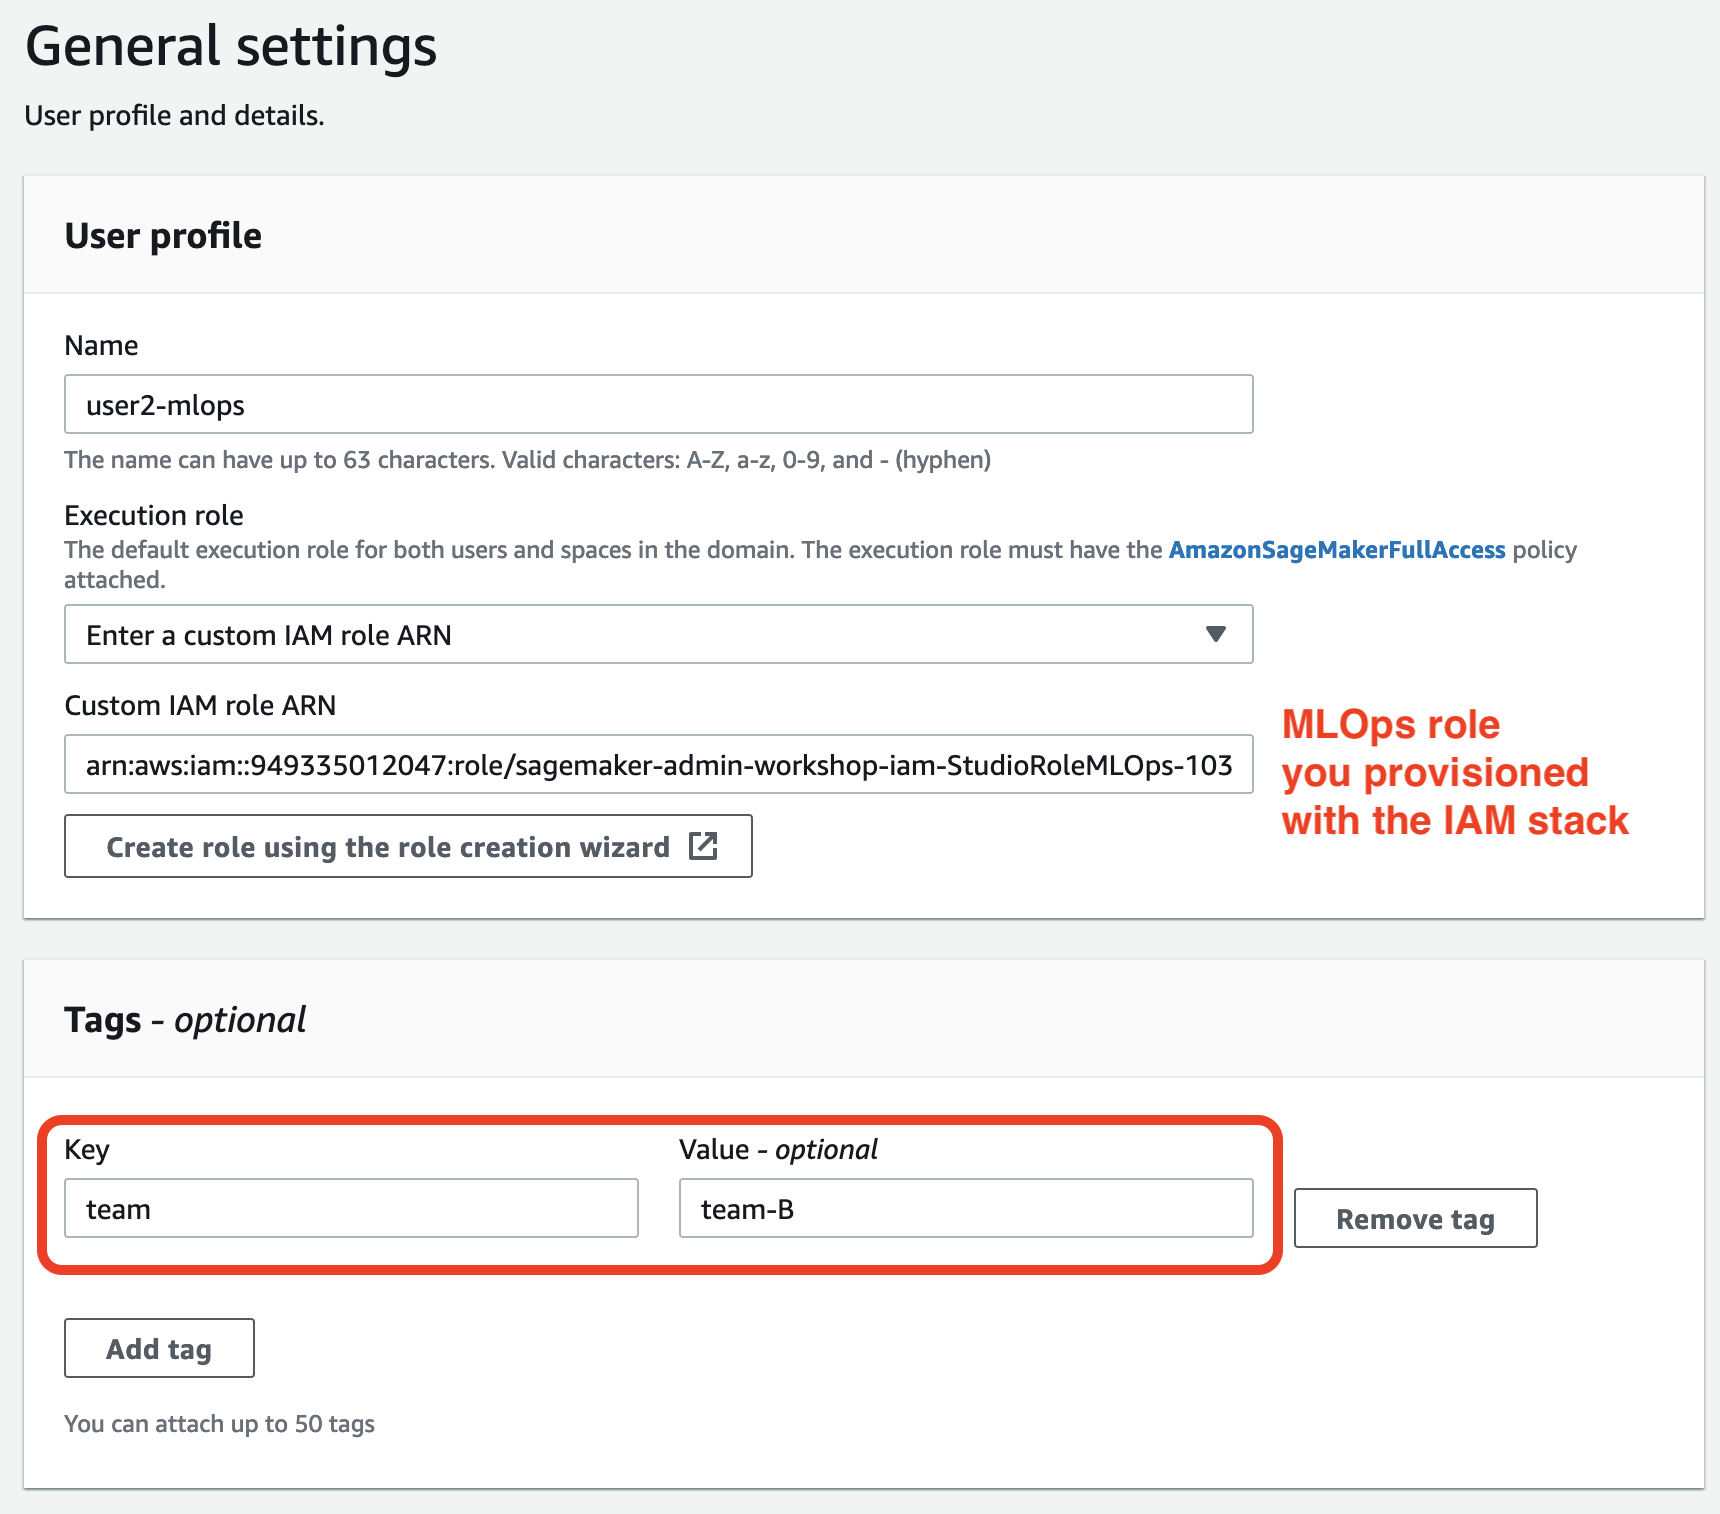 General settings
User profile and details.
User profile
Name
user2-mlops
The name can have up to 63 characters. Valid characters: A-Z, a-z, 0-9, and - (hyphen)
Execution role
The default execution role for both users and spaces in the domain. The execution role must have the AmazonSageMakerFullAccess policy
attached.
Enter a custom IAM role ARN
Custom IAM role ARN
arn:aws:iam::949335012047:role/sagemaker-admin-workshop-iam-StudioRoleMLOps-103
MLOps role
you provisioned
with the IAM stack
Create role using the role creation wizard
Tags - optional
Key
Value - optional
team
team-B
Remove tag
Add tag
You can attach up to 50 tags